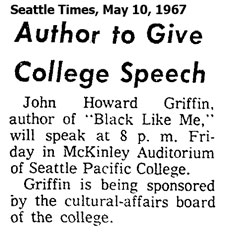 Seattle Times, May 10, 1967
Author to Give
College Speech
John Howard Griffin,
author of "Black Like Me,"
will speak at 8 p. m. Fri-
day in McKinley Auditorium
of Seattle Pacific College.
Griffin is being sponsored
by the cultural-affairs board
of the college.